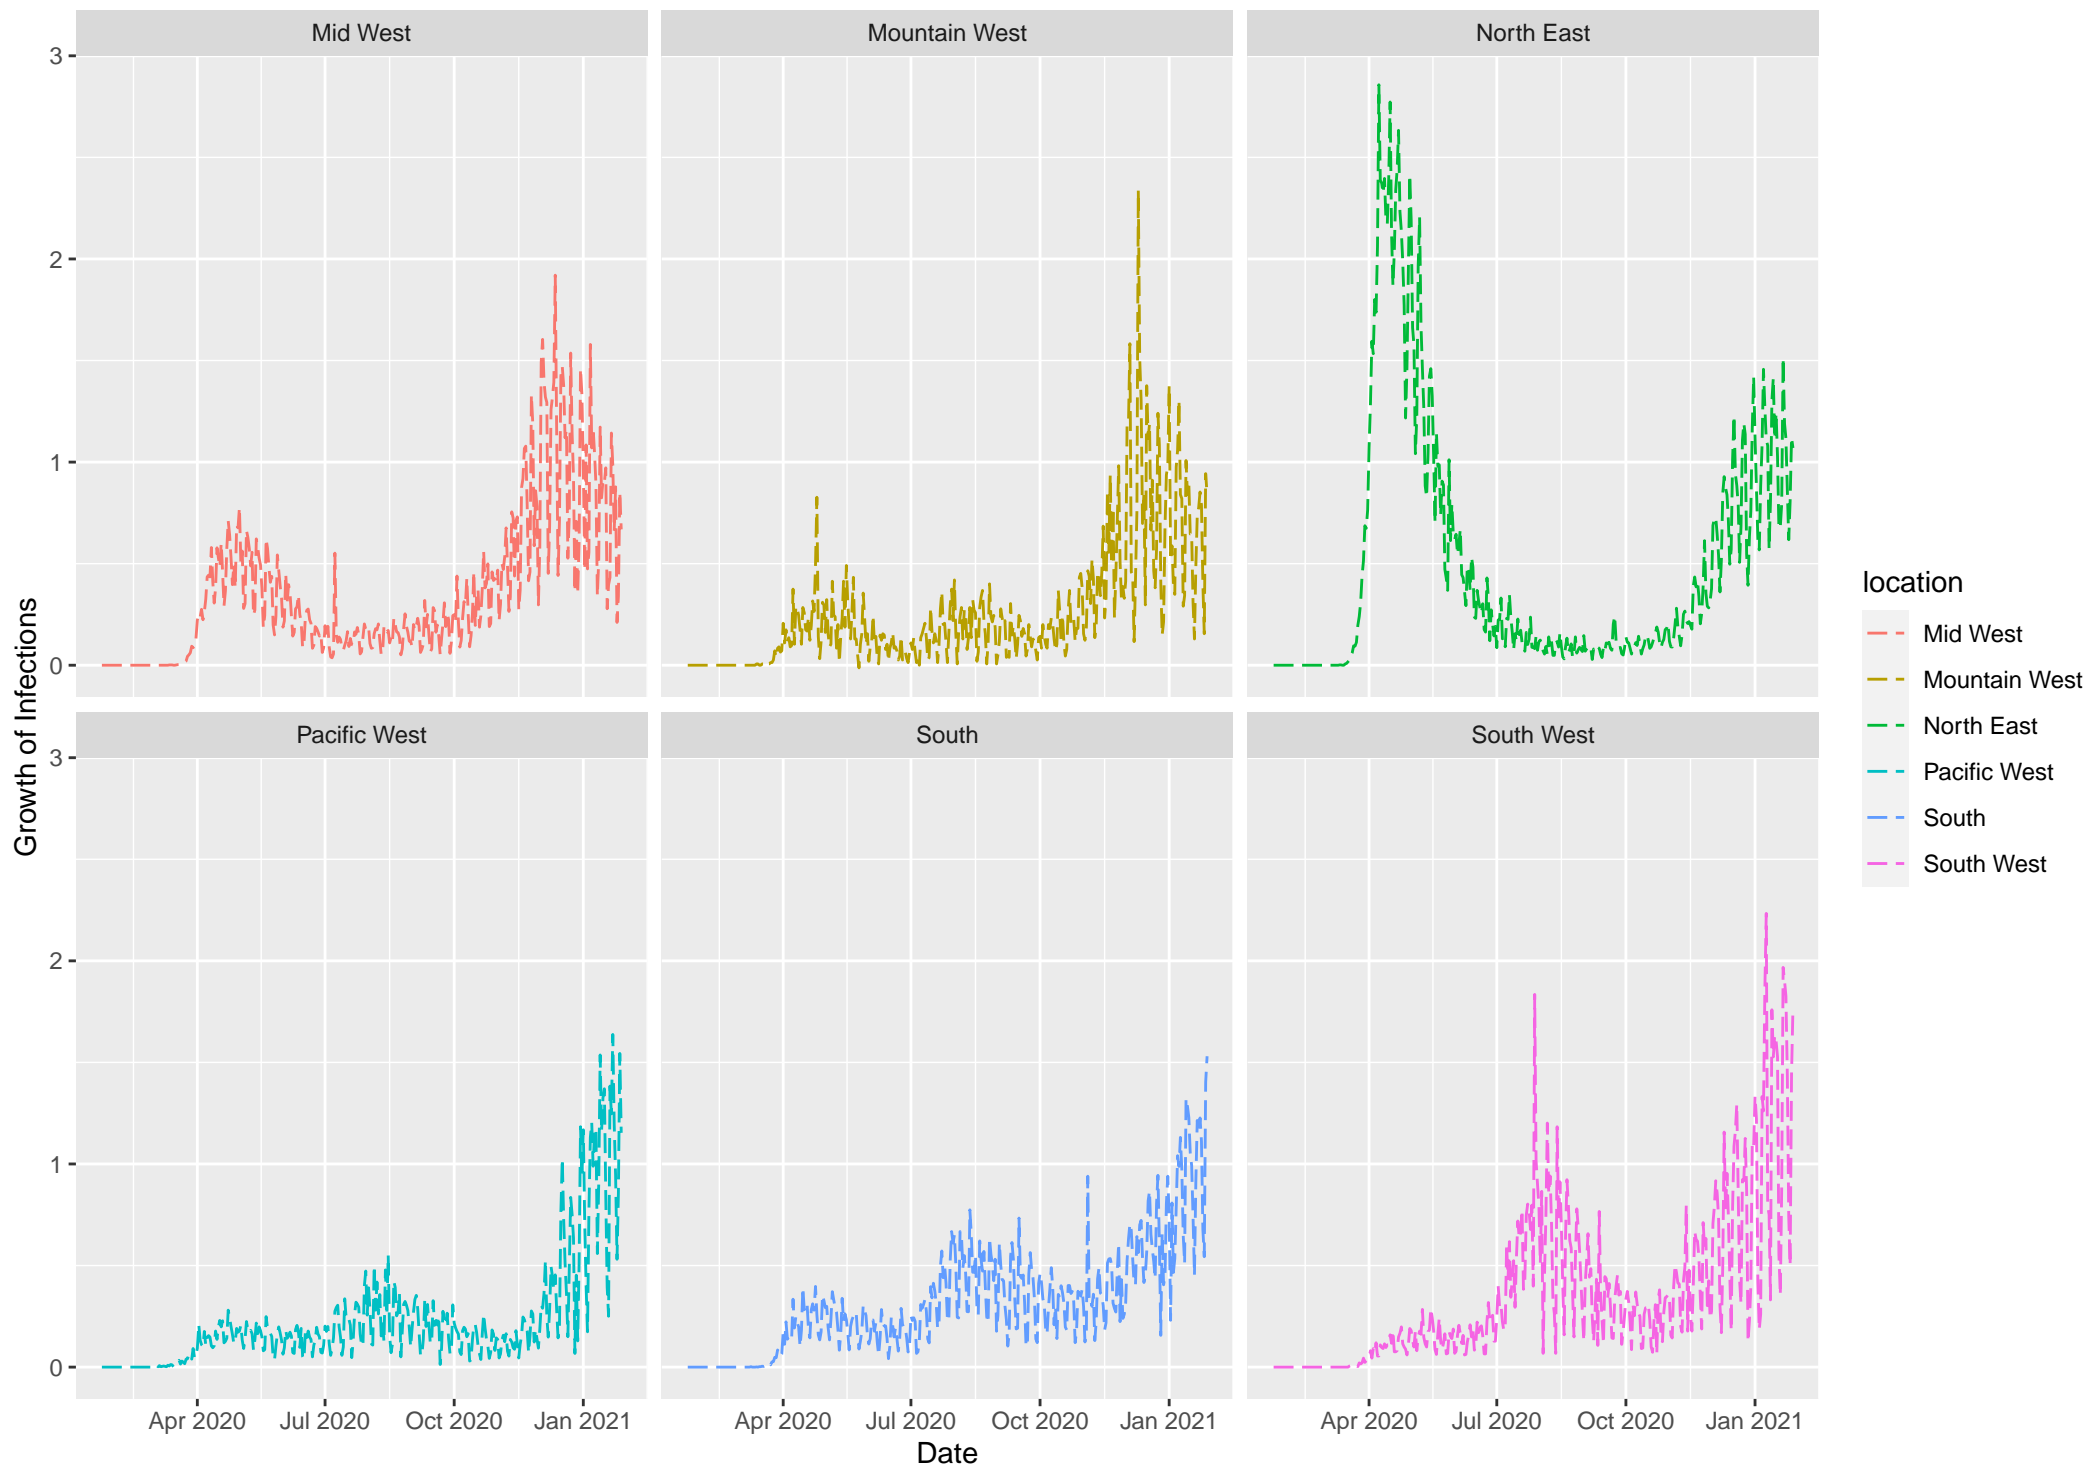 Mid West
Mountain West
North East
3
2
1
0
Pacific West
South
South West
3
2
1
0
Apr 2020
Jul 2020
Oct 2020
Jan 2021
Apr 2020
Jul 2020
Oct 2020
Jan 2021
Apr 2020
Jul 2020
Oct 2020
Jan 2021
Date
Growth of Infections
location
Mid West
Mountain West
North East
Pacific West
South
South West